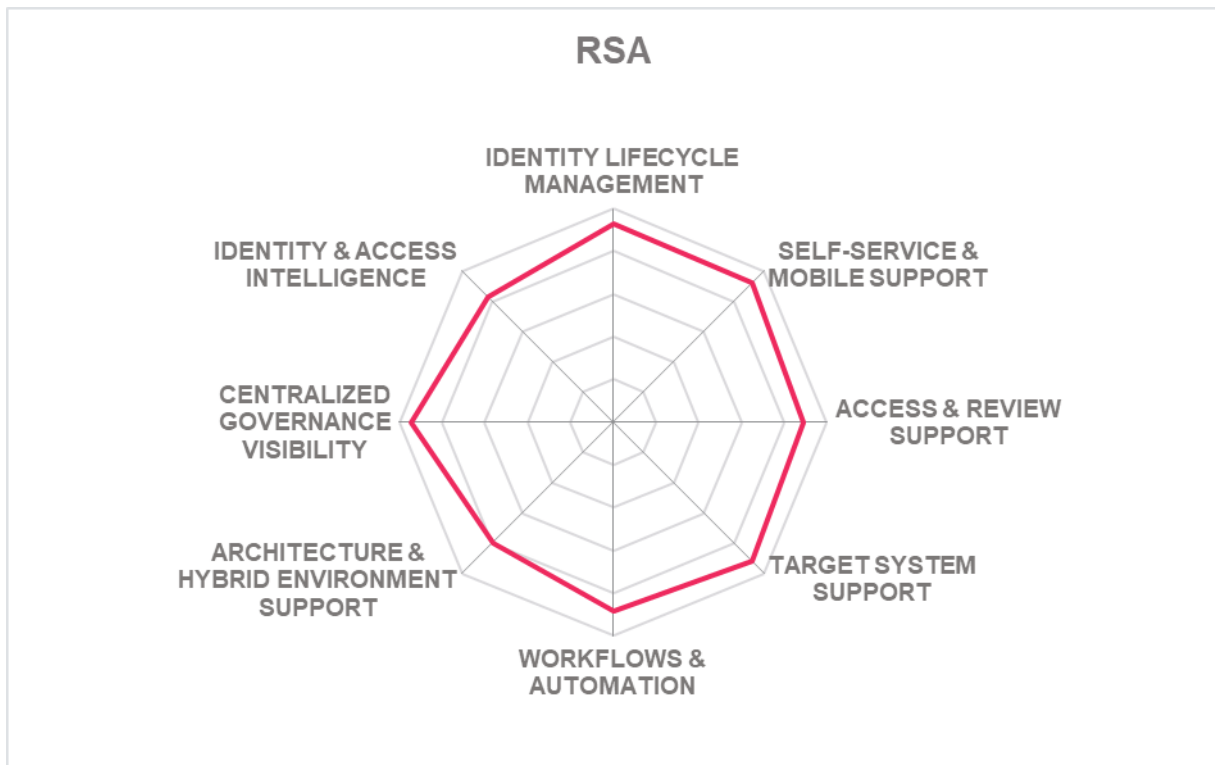 RSA
IDENTITY LIFECYCLE
MANAGEMENT
IDENTITY & ACCESS
INTELLIGENCE
SELF-SERVICE &
MOBILE SUPPORT
CENTRALIZED
GOVERNANCE
VISIBILITY
ACCESS & REVIEW
SUPPORT
ARCHITECTURE &
HYBRID ENVIRONMENT
SUPPORT
TARGET SYSTEM
SUPPORT
WORKFLOWS &
AUTOMATION